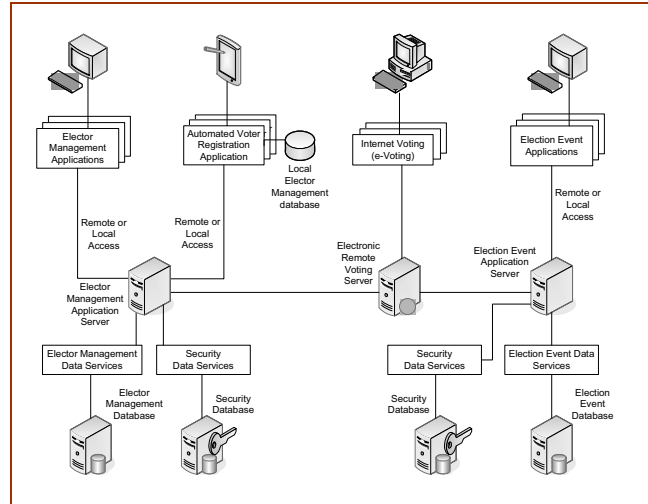 Elector
Management
Applications
Automated Voter
Registration
Application
Local
Elector
Management
database
Internet Voting
(e-Voting)
Election Event
Applications
Remote or
Local
Access
Remote or
Local
Access
Remote or
Local
Access
Elector
Management
Application
Server
Electronic
Remote
Voting
Server
Election Event
Application
Server
Elector Management
Data Services
Security
Data Services
Security
Data Services
Election Event Data
Services
Elector
Management
Database
Security
Database
Security
Database
Election
Event
Database